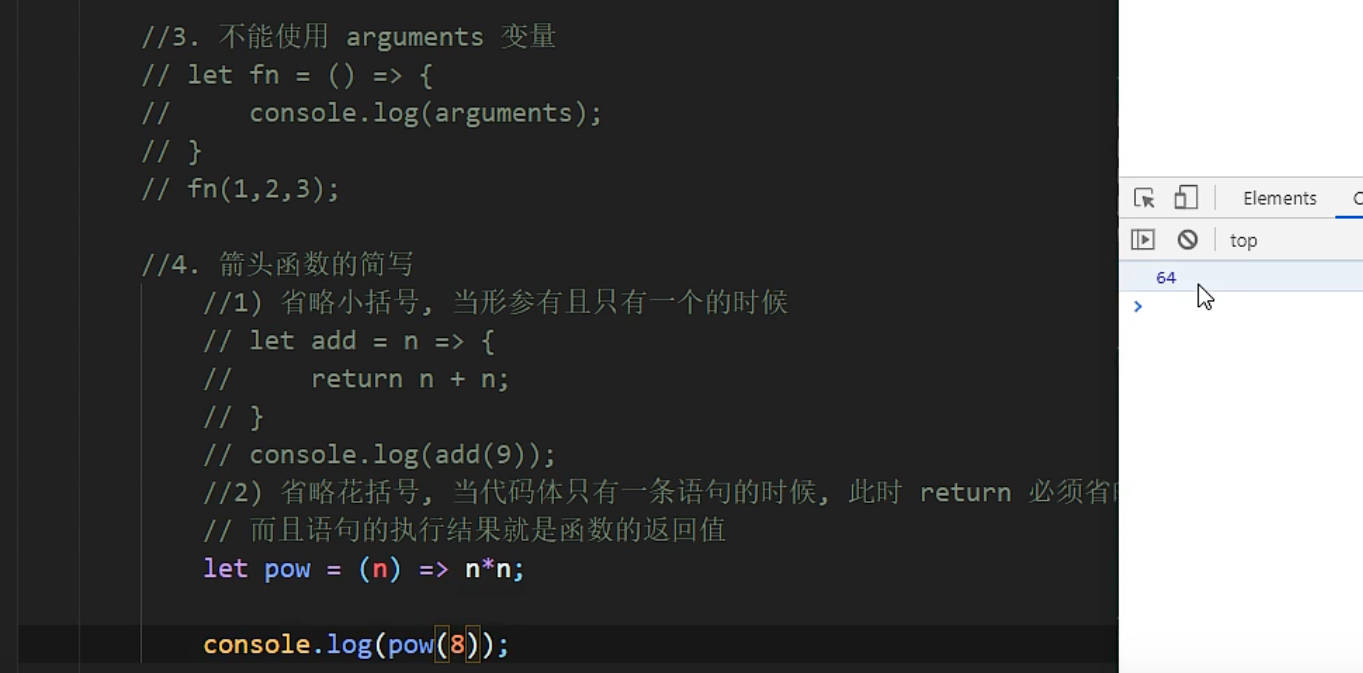 //3. 不能使用 arguments 变量
// let fn = () => {
//     console.log(arguments);
// }
// fn(1,2,3);
//4. 箭头函数的简写
//1) 省略小括号, 当形参有且只有一个的时候
// let add = n => {
//     return n + n;
// }
// console.log(add(9));
//2) 省略花括号, 当代码体只有一条语句的时候, 此时 return 必须省
// 而且语句的执行结果就是函数的返回值
let pow = (n) => n*n;
console.log(pow(8));
Elements
top
64